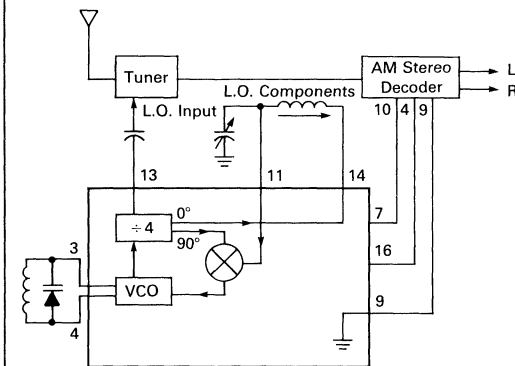 Tuner
AM Stereo
Decoder
L
R
L.O. Components
L.O. Input
10 4 9
13
11
14
0°
÷4
90°
7
3
16
VCO
9
4